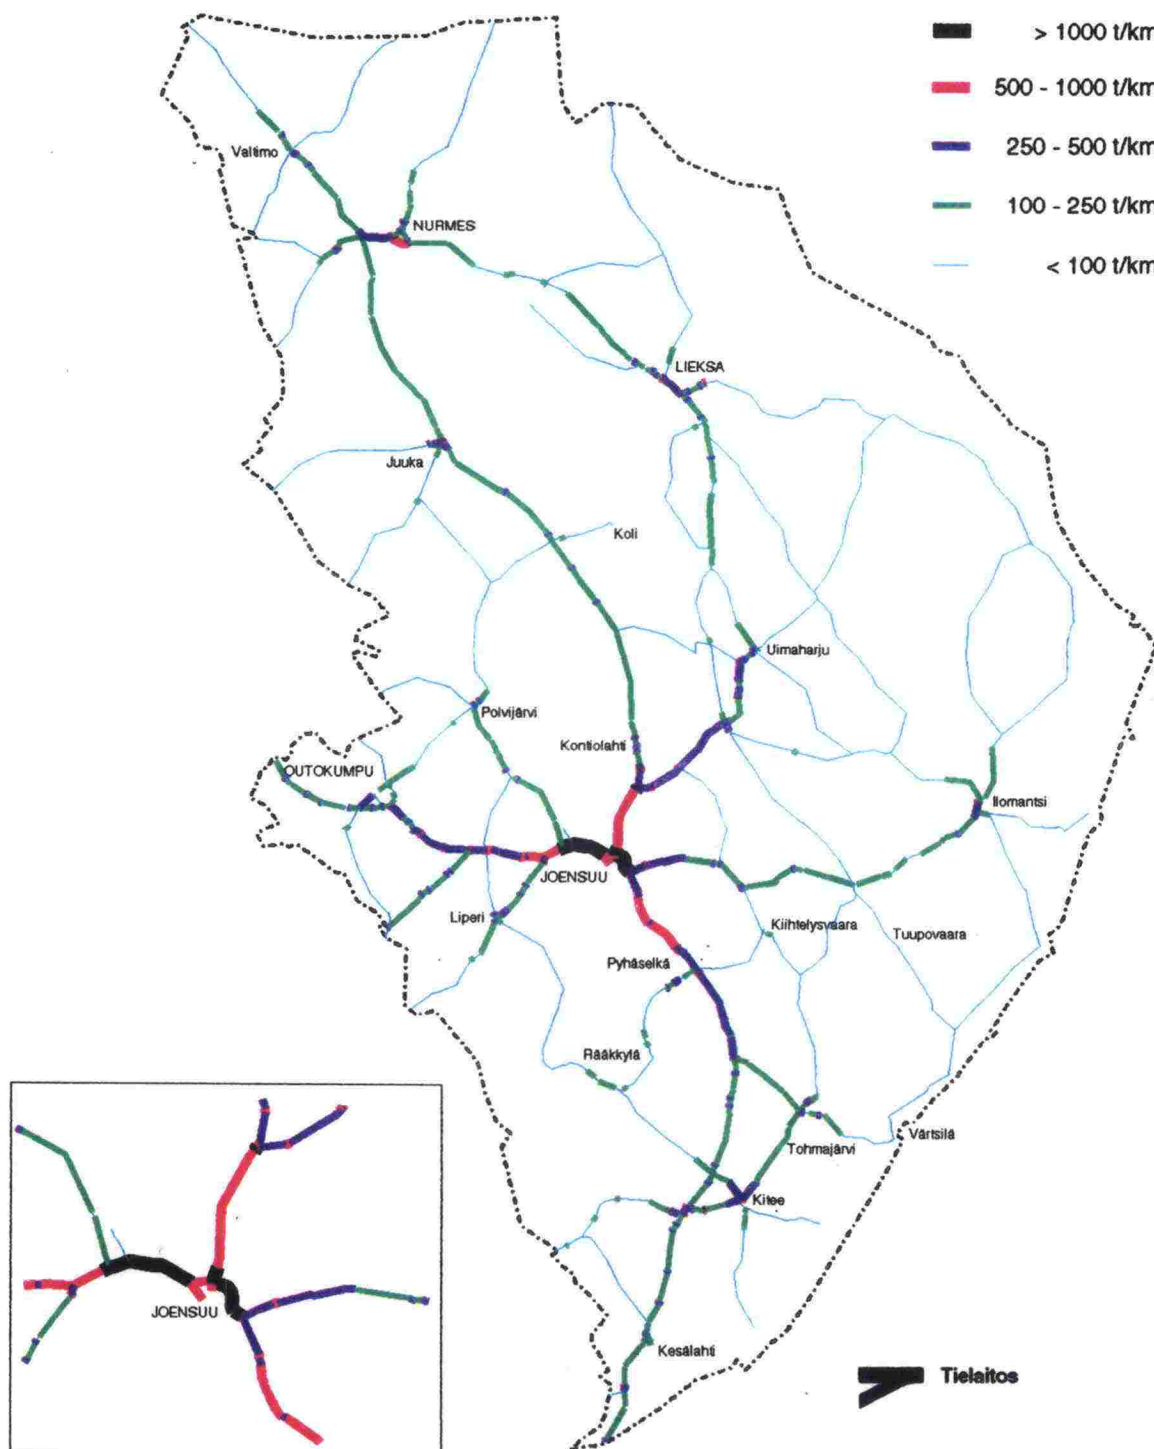 > 1000 t/km
500 - 1000 t/km
250 - 500 t/km
100 - 250 t/km
< 100 t/km
Valtimo
NURMES
LIEKSA
Juuka
Koli
Uimaharju
Polvijärvi
Kontiolahti
OUTOKUMPU
Ilomantsi
JOENSUU
Liperi
Kiihtelysvaara
Tuupovaara
Pyhäselkä
Rääkkylä
Värtsilä
Tohmajärvi
Kitee
JOENSUU
Kesälahti
Tielaitos